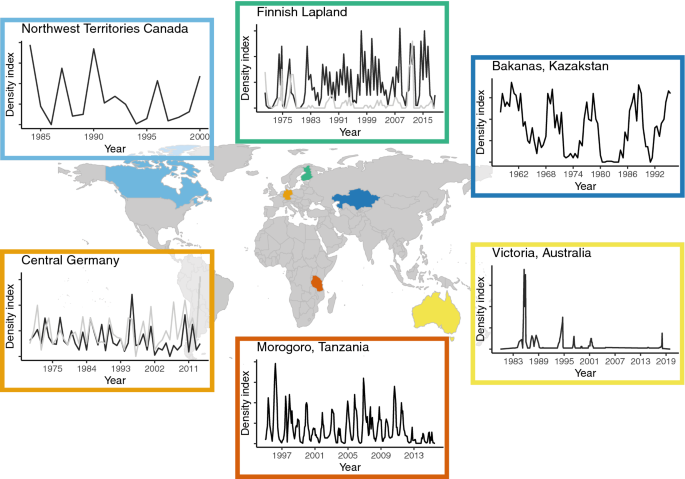 Northwest Territories Canada
Density index
1985 1990 1995 2000
Year
Finnish Lapland
Density index
1975 1983 1991 1999 2007 2015
Year
Bakanas, Kazakstan
Density index
1962 1968 1974 1980 1986 1992
Year
Central Germany
Density index
1975 1984 1993 2002 2011
Year
Morogoro, Tanzania
Density index
1997 2001 2005 2009 2013
Year
Victoria, Australia
Density index
1983 1989 1995 2001 2007 2013 2019
Year